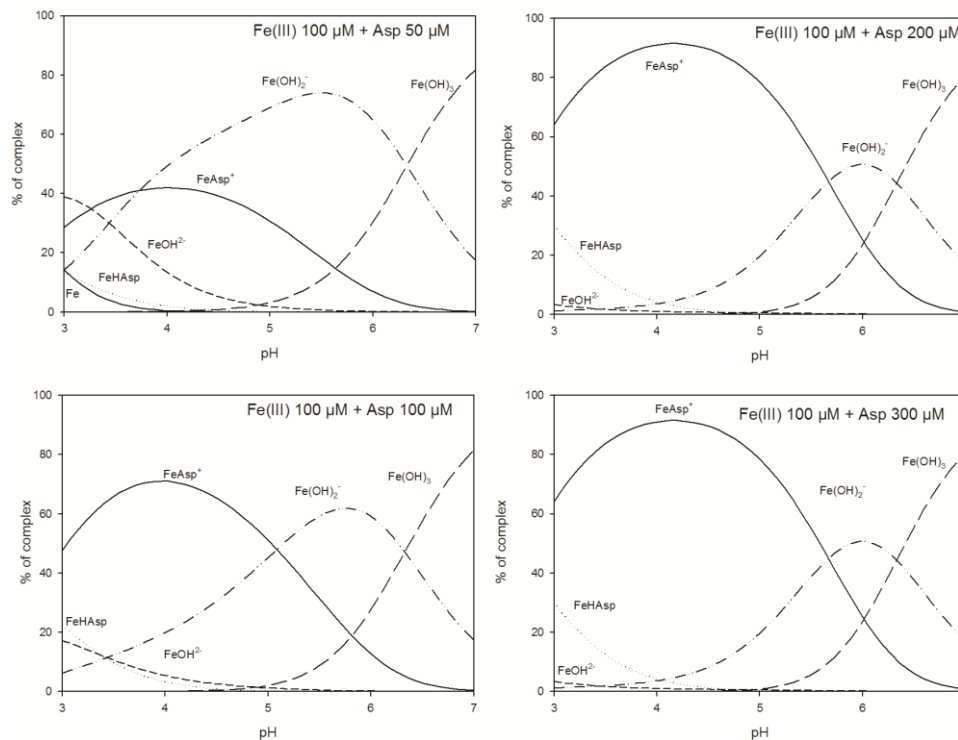 Fe(III) 100 µM + Asp 50 µM
% of complex
100
80
60
40
20
0
Fe(OH)₂⁻
Fe(OH)₃
FeAsp⁺
FeOH²⁻
FeHAsp
Fe
3 4 5 6 7
pH
Fe(III) 100 µM + Asp 200 µM
% of complex
100
80
60
40
20
0
FeAsp⁺
Fe(OH)₃
Fe(OH)₂⁻
FeHAsp
FeOH²⁻
3 4 5 6
pH
Fe(III) 100 µM + Asp 100 µM
% of complex
100
80
60
40
20
0
FeAsp⁺
Fe(OH)₂⁻
Fe(OH)₃
FeHAsp
FeOH²⁻
3 4 5 6 7
pH
Fe(III) 100 µM + Asp 300 µM
% of complex
100
80
60
40
20
0
FeAsp⁺
Fe(OH)₃
Fe(OH)₂⁻
FeHAsp
FeOH²⁻
3 4 5 6
pH